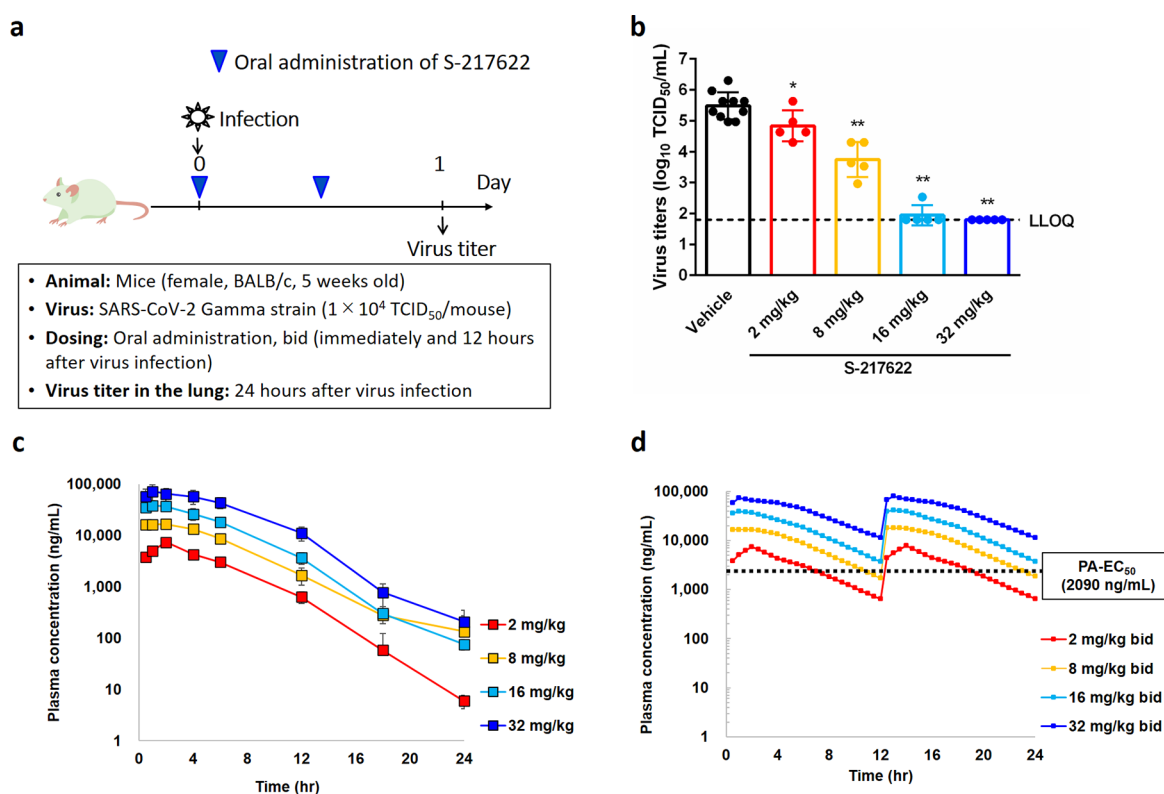 a
Oral administration of S-217622
Infection
0
1
Day
Virus titer
• Animal: Mice (female, BALB/c, 5 weeks old)
• Virus: SARS-CoV-2 Gamma strain (1 × 10⁴ TCID₅₀/mouse)
• Dosing: Oral administration, bid (immediately and 12 hours
after virus infection)
• Virus titer in the lung: 24 hours after virus infection
b
Virus titers (log₁₀ TCID₅₀/mL)
7
6
5
4
3
2
1
0
*
**
**
**
LLOQ
Vehicle
2 mg/kg
8 mg/kg
16 mg/kg
32 mg/kg
S-217622
c
Plasma concentration (ng/mL)
100,000
10,000
1,000
100
10
1
0
4
8
12
16
20
24
Time (hr)
2 mg/kg
8 mg/kg
16 mg/kg
32 mg/kg
d
Plasma concentration (ng/mL)
100,000
10,000
1,000
100
10
1
0
4
8
12
16
20
24
Time (hr)
PA-EC₅₀
(2090 ng/mL)
2 mg/kg bid
8 mg/kg bid
16 mg/kg bid
32 mg/kg bid